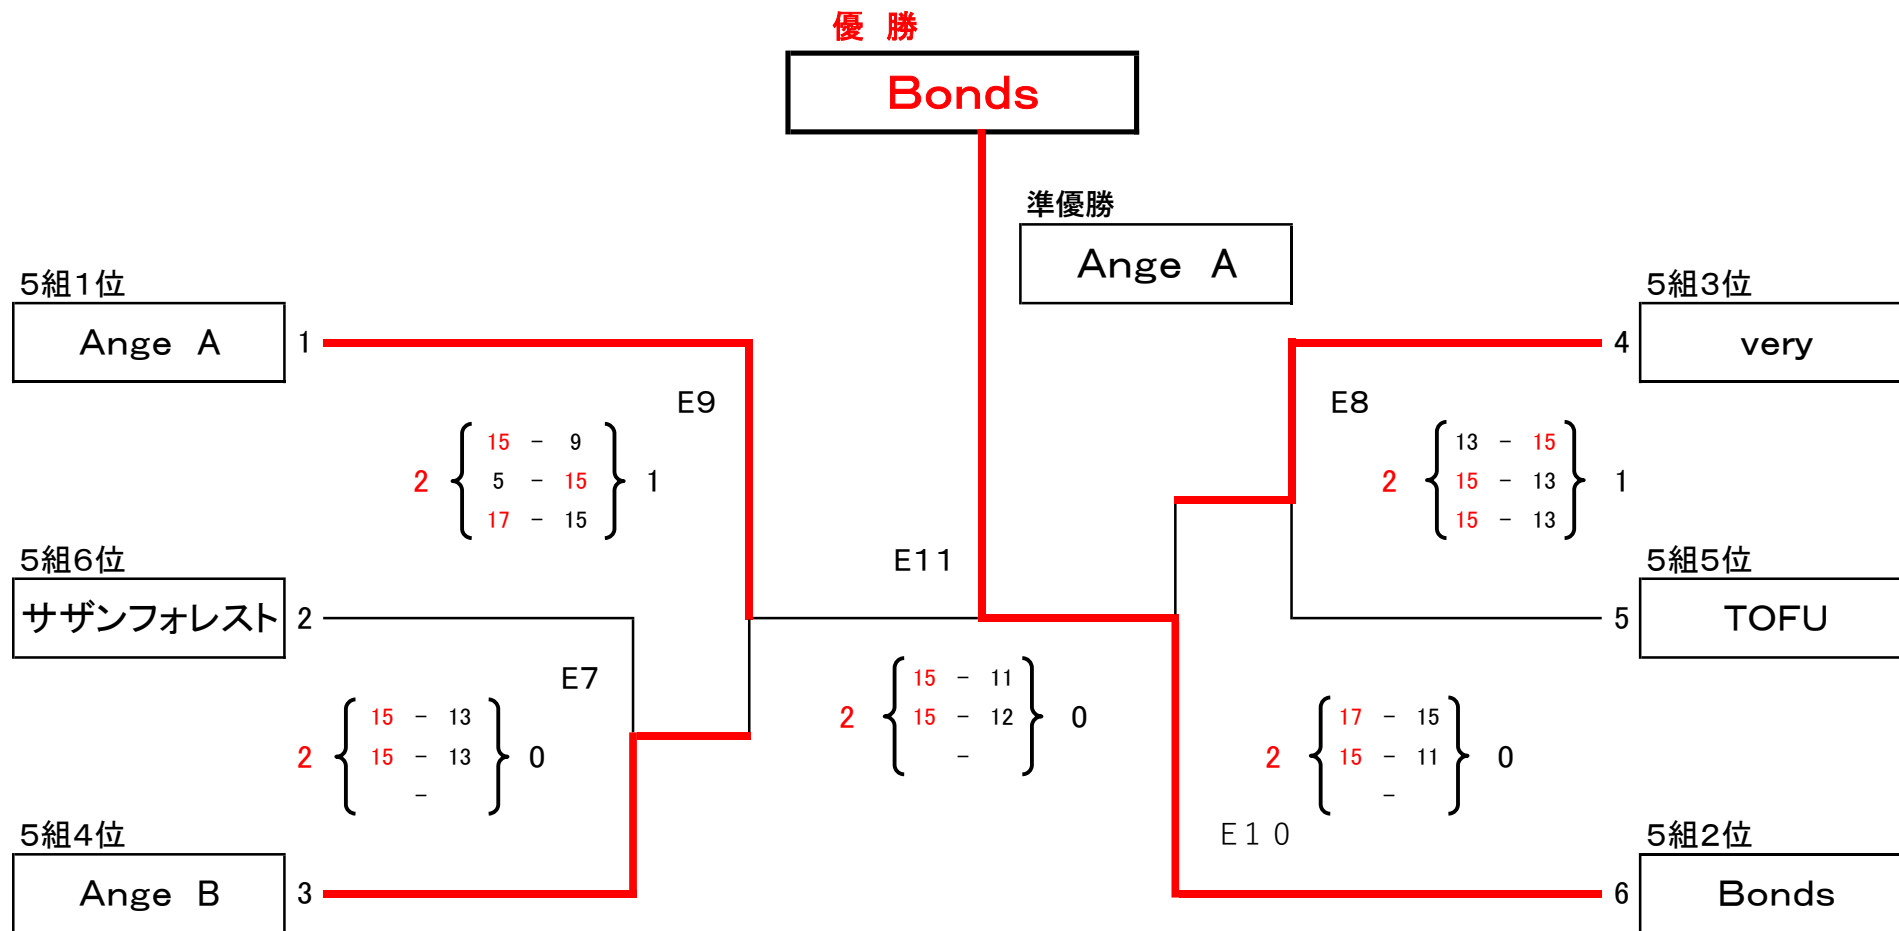 優 勝
Bonds
準優勝
Ange A
5組1位
Ange A 1
5組3位
4 very
E9
E8
15 - 9
2 5 - 15 1
17 - 15
13 - 15
2 15 - 13 1
15 - 13
5組6位
サザンフォレスト 2
E11
5組5位
5 TOFU
E7
15 - 13
2 15 - 13 0
-
15 - 11
2 15 - 12 0
-
17 - 15
2 15 - 11 0
-
E10
5組4位
Ange B 3
5組2位
6 Bonds